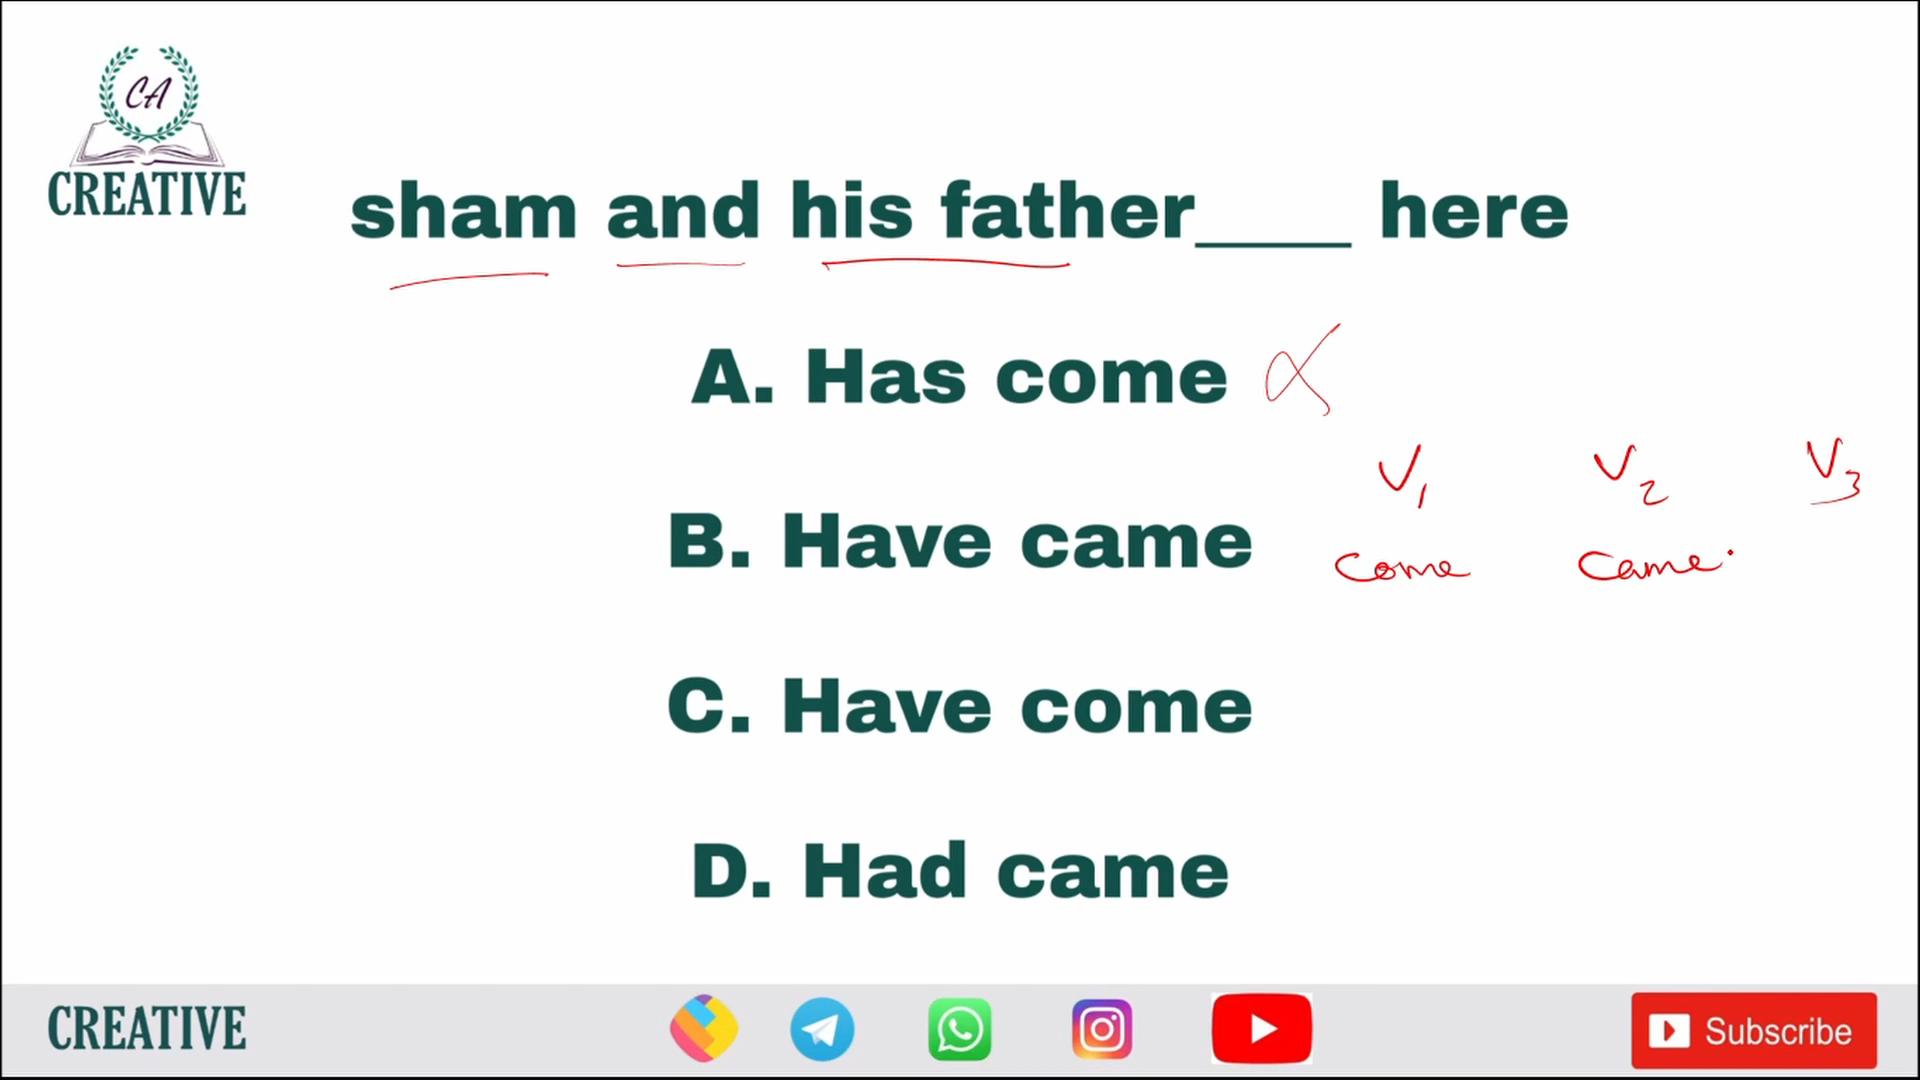 CA
CREATIVE
sham and his father____ here
A. Has come
V1 V2 V3
B. Have came
come came
C. Have come
D. Had came
CREATIVE
Subscribe